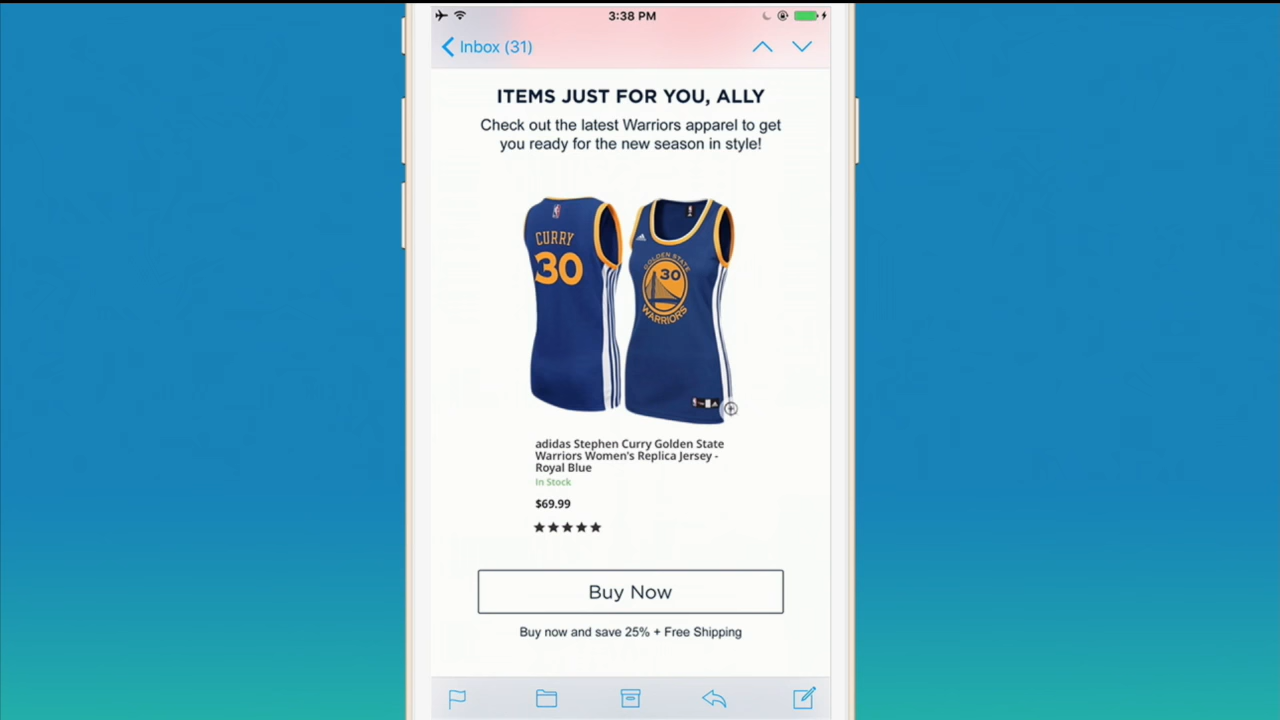 3:38 PM
Inbox (31)
ITEMS JUST FOR YOU, ALLY
Check out the latest Warriors apparel to get
you ready for the new season in style!
CURRY
30
GOLDEN STATE
30
WARRIORS
adidas Stephen Curry Golden State
Warriors Women's Replica Jersey -
Royal Blue
In Stock
$69.99
Buy Now
Buy now and save 25% + Free Shipping